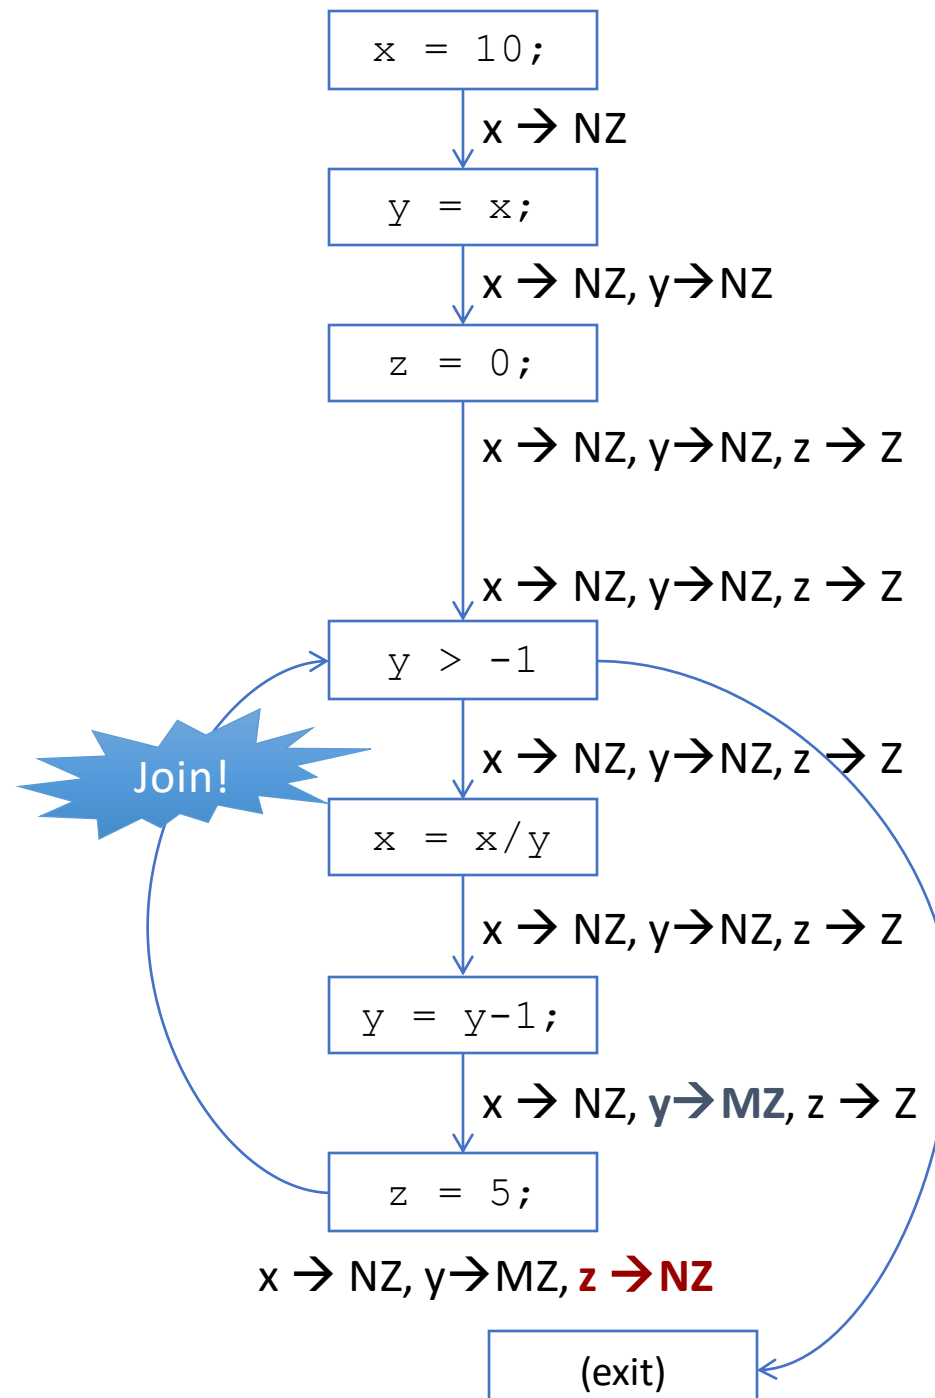 x = 10;
x → NZ
y = x;
x → NZ, y→NZ
z = 0;
x → NZ, y→NZ, z → Z
x → NZ, y→NZ, z → Z
y > -1
x → NZ, y→NZ, z → Z
Join!
x = x/y
x → NZ, y→NZ, z → Z
y = y-1;
x → NZ, y→MZ, z → Z
z = 5;
x → NZ, y→MZ, z →NZ
(exit)